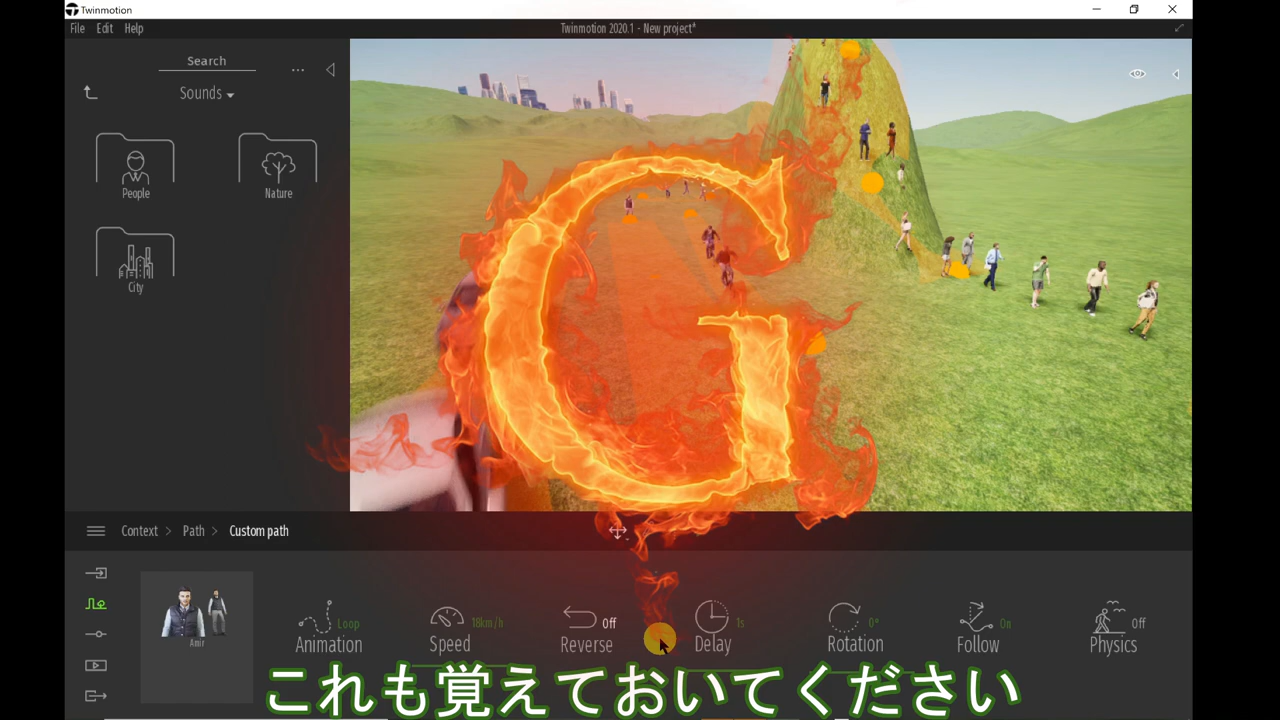 Twinmotion
File Edit Help
Twinmotion 2020.1 - New project*
Search
...
Sounds
People
Nature
City
G
Context > Path > Custom path
Amir
Animation Loop
Speed 18km/h
Reverse Off
Delay 1s
Rotation 0°
Follow On
Physics Off
これも覚えておいてください